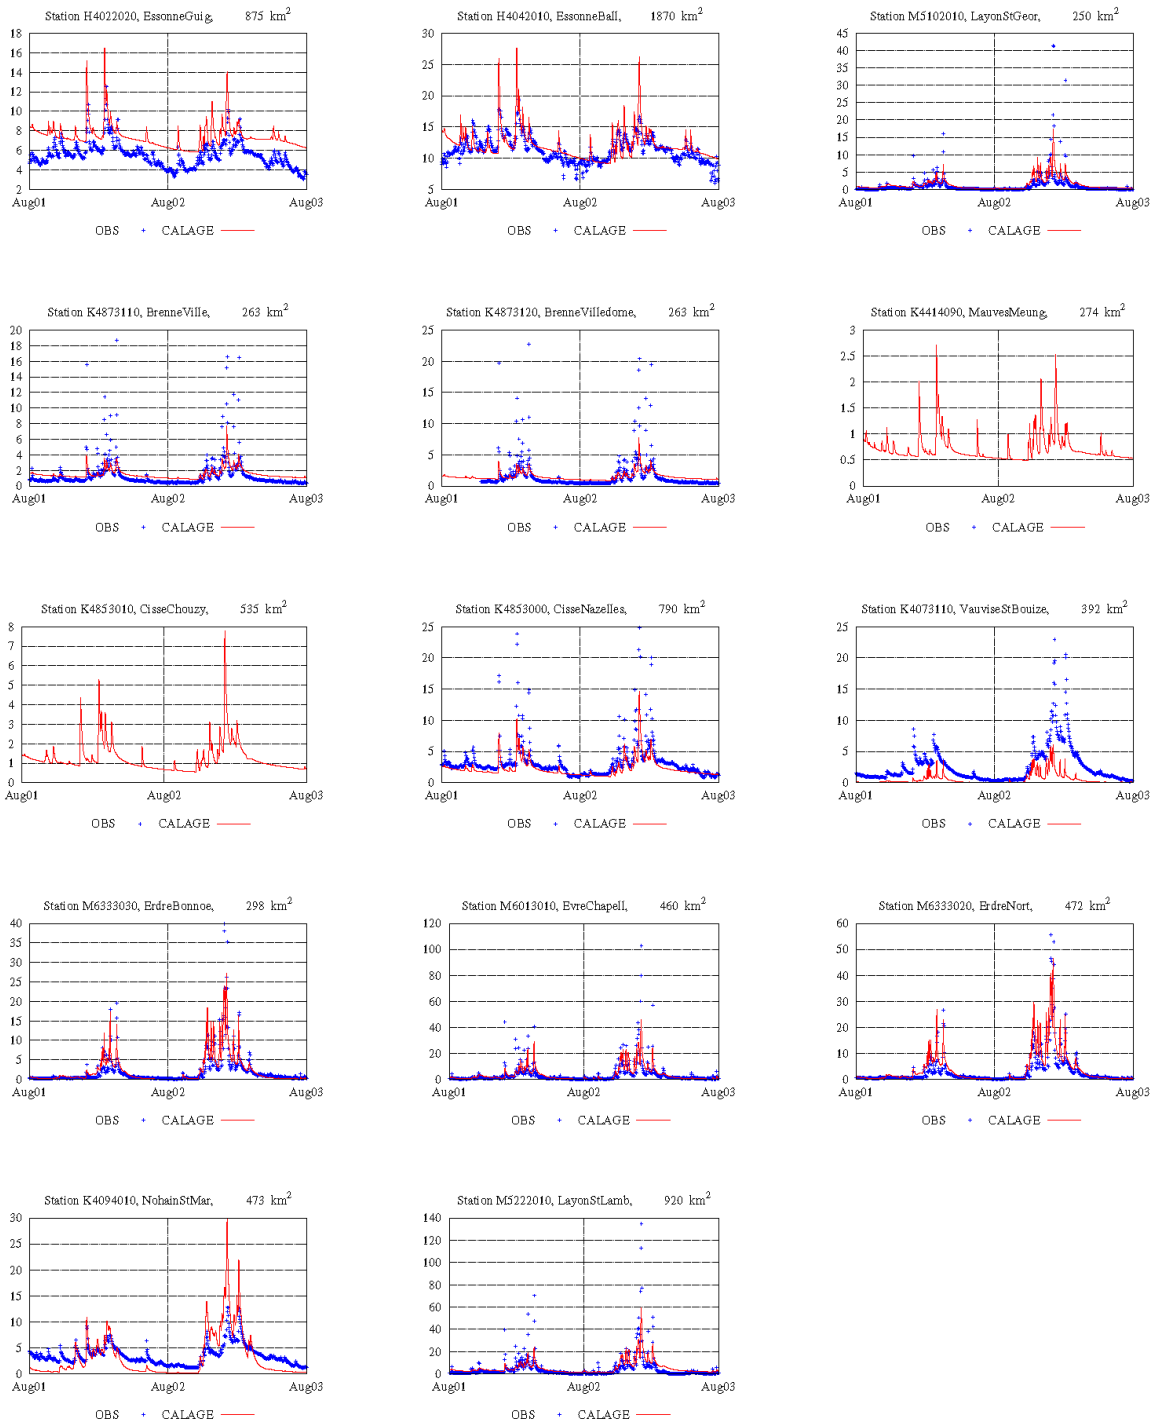 Station H4022020, EssonneGuig, 875 km2
18
16
14
12
10
8
6
4
2
Aug01 Aug02 Aug03
OBS + CALAGE
Station H4042010, EssonneBall, 1870 km2
30
25
20
15
10
5
Aug01 Aug02 Aug03
OBS + CALAGE
Station M5102010, LayonStGeor, 250 km2
45
40
35
30
25
20
15
10
5
0
Aug01 Aug02 Aug03
OBS + CALAGE
Station K4873110, BrenneVille, 263 km2
20
18
16
14
12
10
8
6
4
2
0
Aug01 Aug02 Aug03
OBS + CALAGE
Station K4873120, BrenneVilledome, 263 km2
25
20
15
10
5
0
Aug01 Aug02 Aug03
OBS + CALAGE
Station K4414090, MauvesMeung, 274 km2
3
2.5
2
1.5
1
0.5
0
Aug01 Aug02 Aug03
OBS + CALAGE
Station K4853010, CisseChouzy, 535 km2
8
7
6
5
4
3
2
1
0
Aug01 Aug02 Aug03
OBS + CALAGE
Station K4853000, CisseNazelles, 790 km2
25
20
15
10
5
0
Aug01 Aug02 Aug03
OBS + CALAGE
Station K4073110, VauviseStBouize, 392 km2
25
20
15
10
5
0
Aug01 Aug02 Aug03
OBS + CALAGE
Station M6333030, ErdreBonnoe, 298 km2
40
35
30
25
20
15
10
5
0
Aug01 Aug02 Aug03
OBS + CALAGE
Station M6013010, EvreChapell, 460 km2
120
100
80
60
40
20
0
Aug01 Aug02 Aug03
OBS + CALAGE
Station M6333020, ErdreNort, 472 km2
60
50
40
30
20
10
0
Aug01 Aug02 Aug03
OBS + CALAGE
Station K4094010, NohainStMar, 473 km2
30
25
20
15
10
5
0
Aug01 Aug02 Aug03
OBS + CALAGE
Station M5222010, LayonStLamb, 920 km2
140
120
100
80
60
40
20
0
Aug01 Aug02 Aug03
OBS + CALAGE